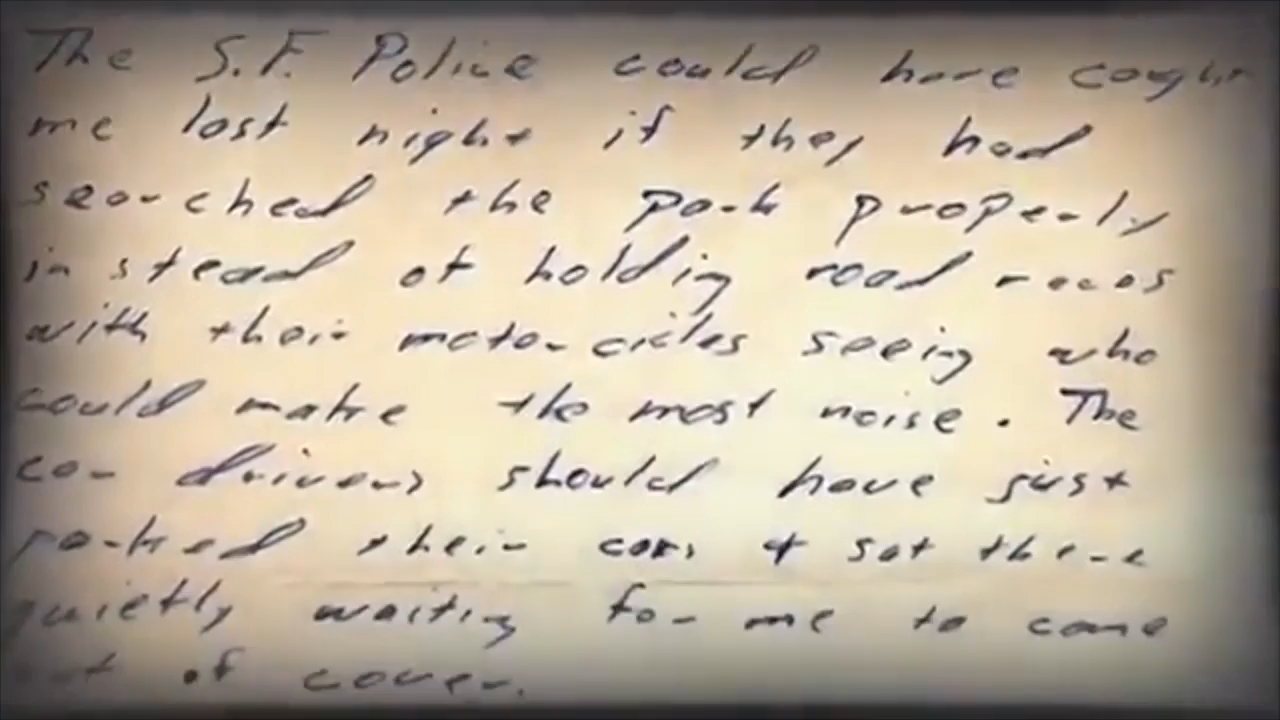 The S.F. Police could have caught
me last night if they had
searched the park properly
instead of holding road races
with their motorcicles seeing who
could make the most noise. The
car drivers should have just
parked their cars & sat there
quietly waiting for me to come
out of cover.